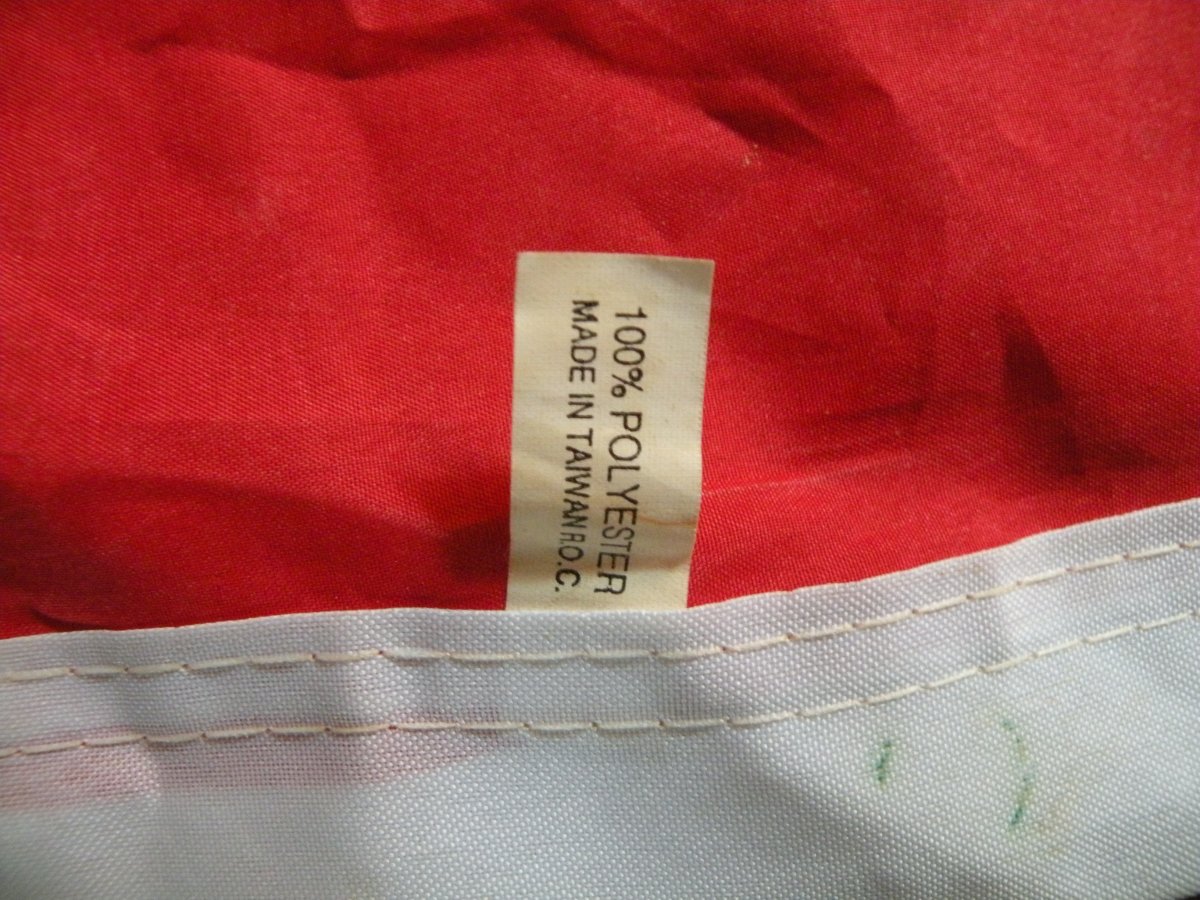 100% POLYESTER
MADE IN TAIWAN R.O.C.